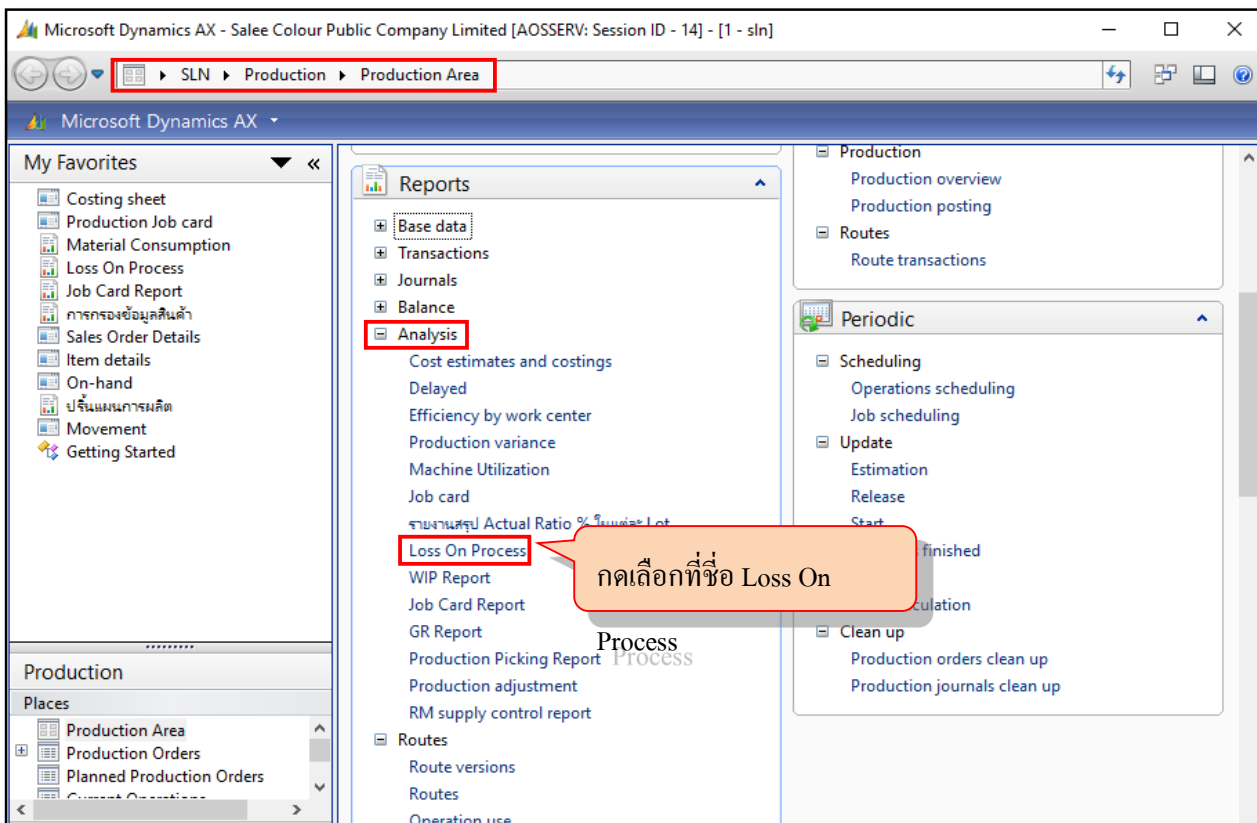 Microsoft Dynamics AX - Salee Colour Public Company Limited [AOSSERV: Session ID - 14] - [1 - sln]
SLN Production Production Area
Microsoft Dynamics AX
My Favorites
Costing sheet
Production Job card
Material Consumption
Loss On Process
Job Card Report
การกรองข้อมูลสินค้า
Sales Order Details
Item details
On-hand
ปริ้นแผนการผลิต
Movement
Getting Started
Production
Places
Production Area
Production Orders
Planned Production Orders
Current Operations
Reports
Base data
Transactions
Journals
Balance
Analysis
Cost estimates and costings
Delayed
Efficiency by work center
Production variance
Machine Utilization
Job card
รายงานสรุป Actual Ratio % ในแต่ละ Lot
Loss On Process
WIP Report
Job Card Report
GR Report
Production Picking Report
Production adjustment
RM supply control report
Routes
Route versions
Routes
Operation use
กดเลือกที่ชื่อ Loss On
Process
Production
Production overview
Production posting
Routes
Route transactions
Periodic
Scheduling
Operations scheduling
Job scheduling
Update
Estimation
Release
Start
finished
Clean up
Production orders clean up
Production journals clean up